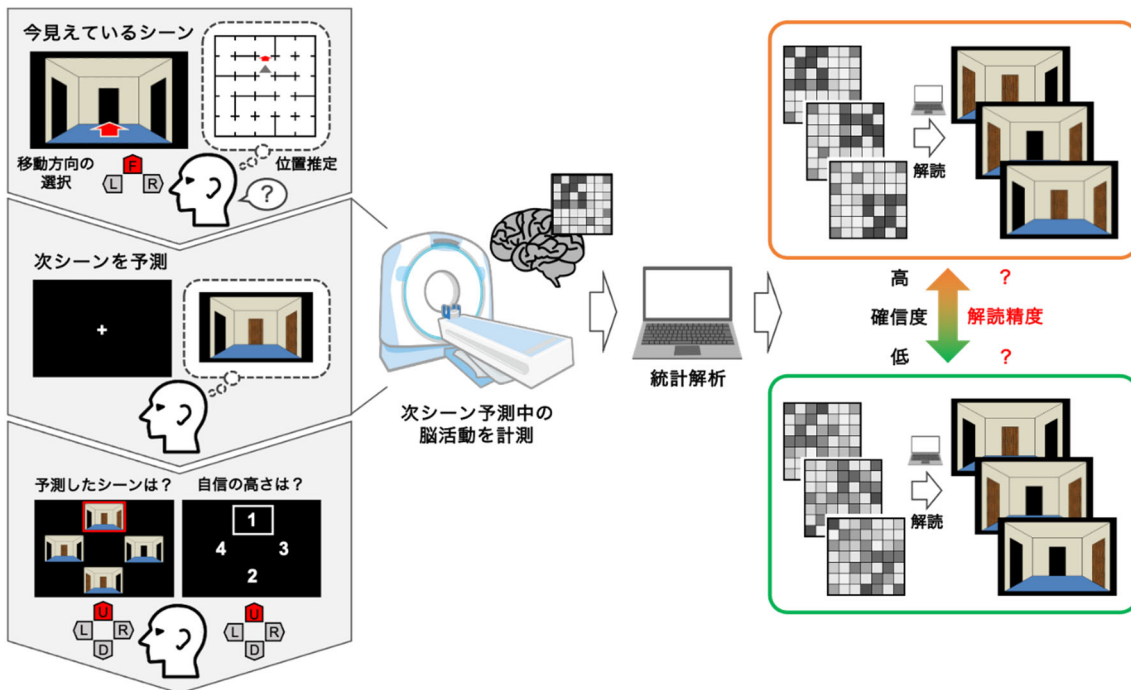 今見えているシーン
移動方向の
選択
F
L
R
位置推定
?
次シーンを予測
+
予測したシーンは?
自信の高さは?
1
4
3
2
U
L
R
D
U
L
R
D
次シーン予測中の
脳活動を計測
統計解析
解読
高
?
確信度
解読精度
低
?
解読